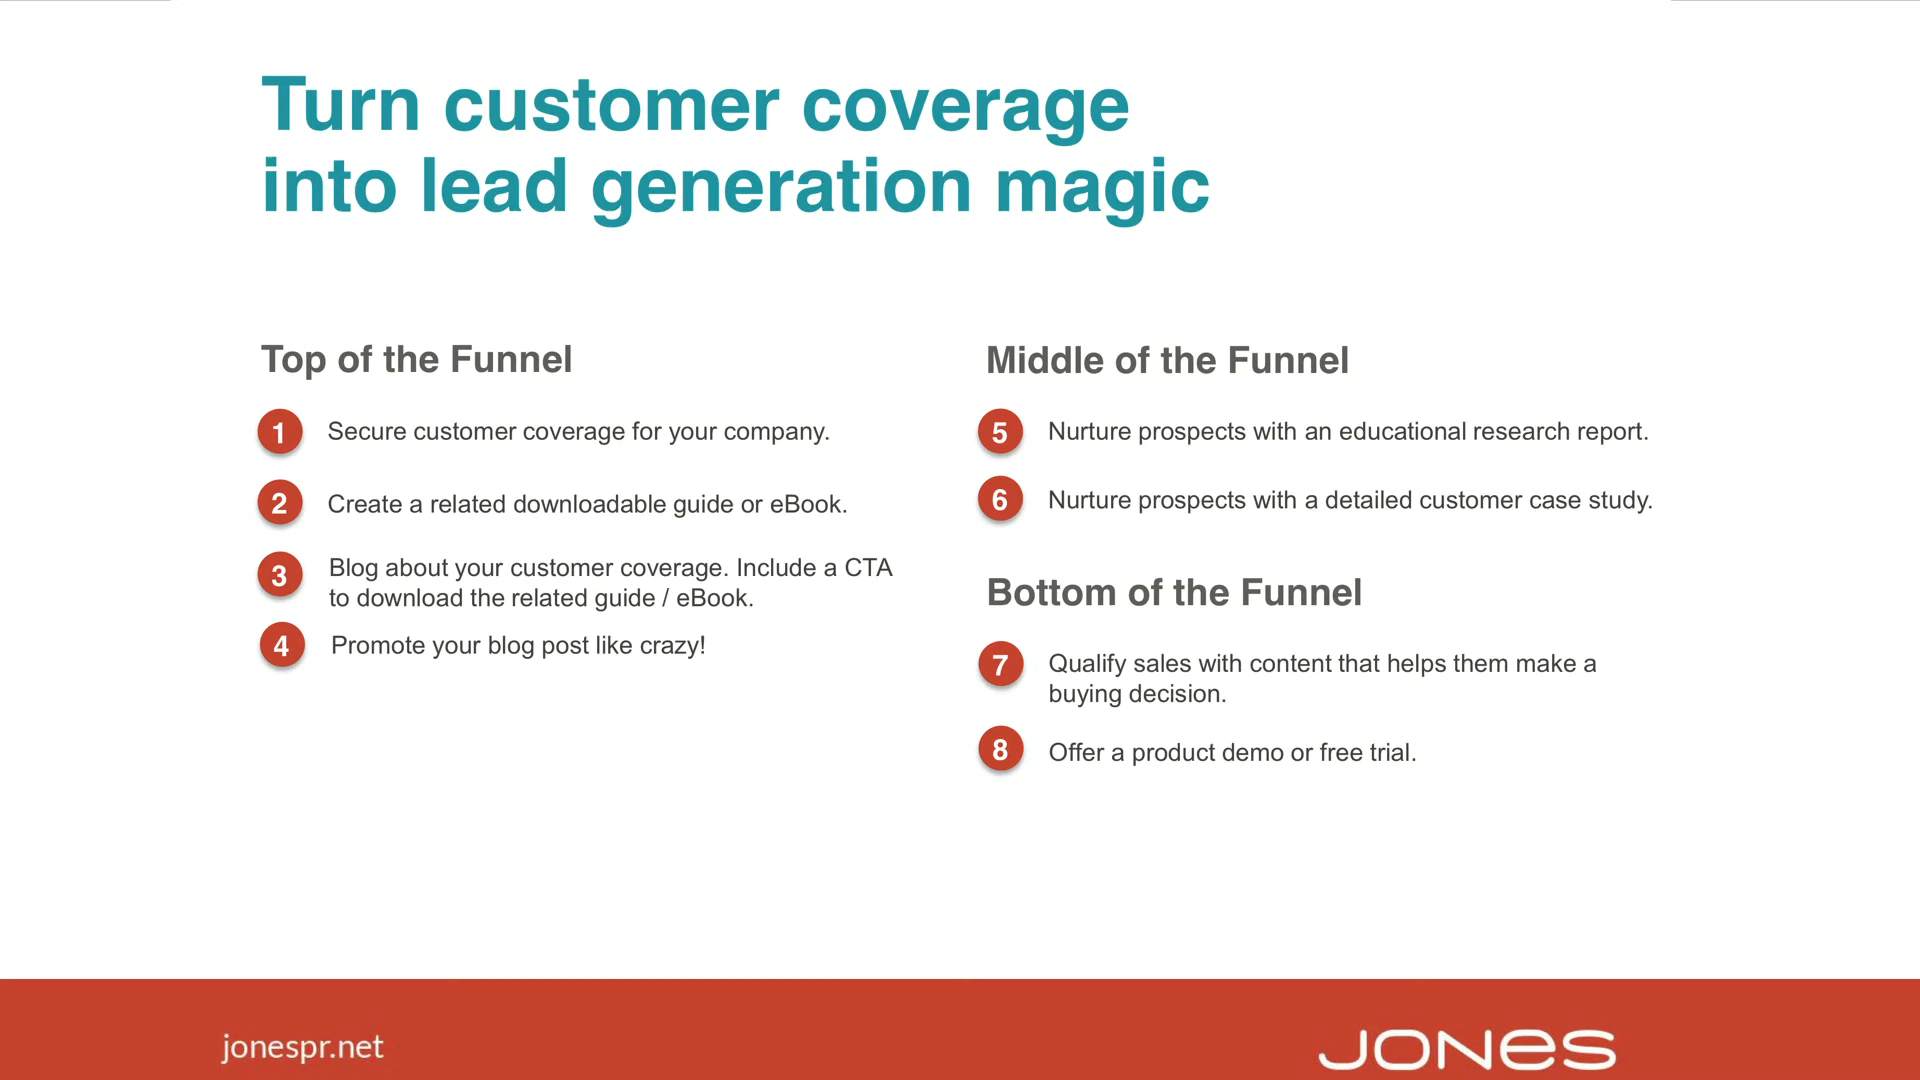 Turn customer coverage
into lead generation magic
Top of the Funnel
1 Secure customer coverage for your company.
2 Create a related downloadable guide or eBook.
3 Blog about your customer coverage. Include a CTA
to download the related guide / eBook.
4 Promote your blog post like crazy!
Middle of the Funnel
5 Nurture prospects with an educational research report.
6 Nurture prospects with a detailed customer case study.
Bottom of the Funnel
7 Qualify sales with content that helps them make a
buying decision.
8 Offer a product demo or free trial.
jonespr.net
JONES